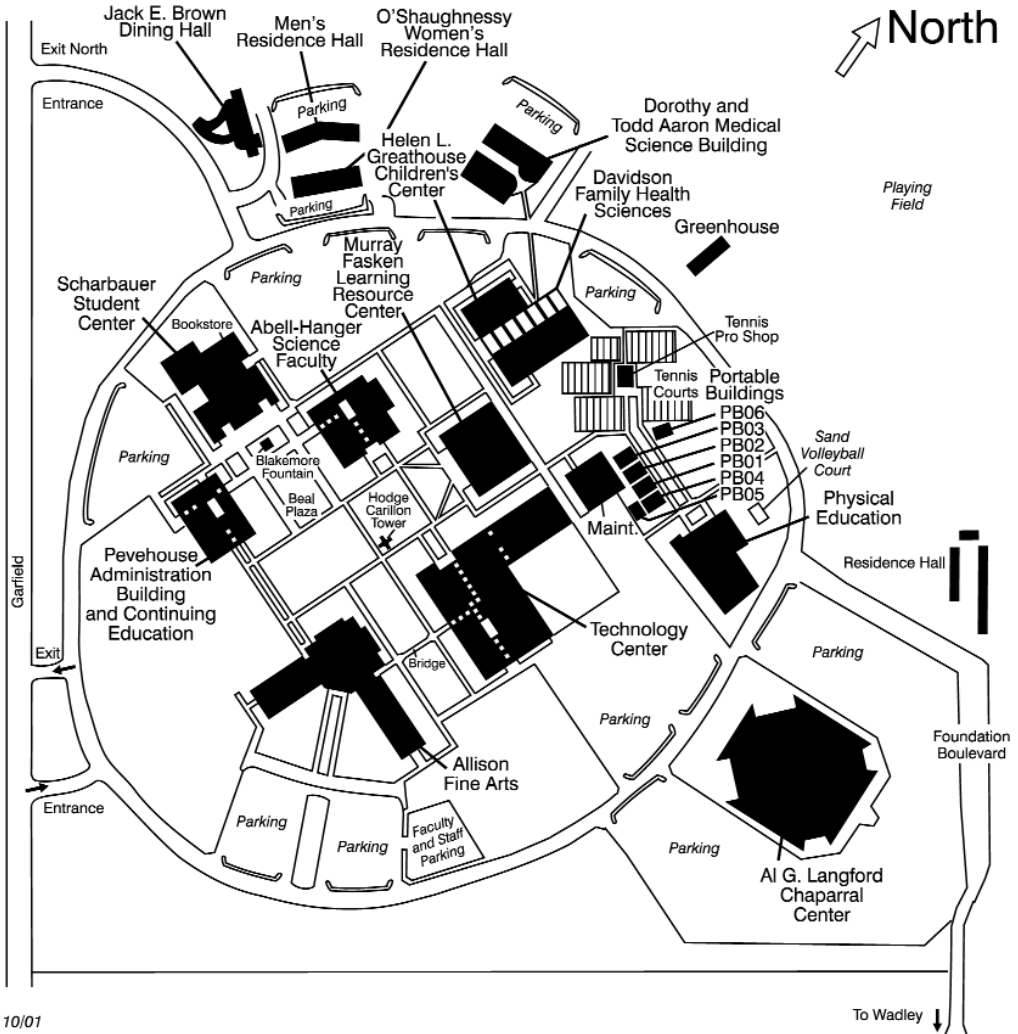 Jack E. Brown
Dining Hall
Men's
Residence Hall
O'Shaughnessy
Women's
Residence Hall
North
Exit North
Entrance
Parking
Parking
Dorothy and
Todd Aaron Medical
Science Building
Helen L.
Greathouse
Children's
Center
Davidson
Family Health
Sciences
Playing
Field
Parking
Greenhouse
Murray
Fasken
Learning
Resource
Center
Parking
Parking
Scharbauer
Student
Center
Bookstore
Abell-Hanger
Science
Faculty
Tennis
Pro Shop
Tennis
Courts
Portable
Buildings
PB06
PB03
PB02
PB01
PB04
PB05
Sand
Volleyball
Court
Parking
Blakemore
Fountain
Beal
Plaza
Hodge
Carillon
Tower
Maint.
Physical
Education
Pevehouse
Administration
Building
and Continuing
Education
Residence Hall
Garfield
Exit
Bridge
Technology
Center
Parking
Parking
Foundation
Boulevard
Allison
Fine Arts
Entrance
Parking
Parking
Faculty
and Staff
Parking
Parking
Al G. Langford
Chaparral
Center
10/01
To Wadley